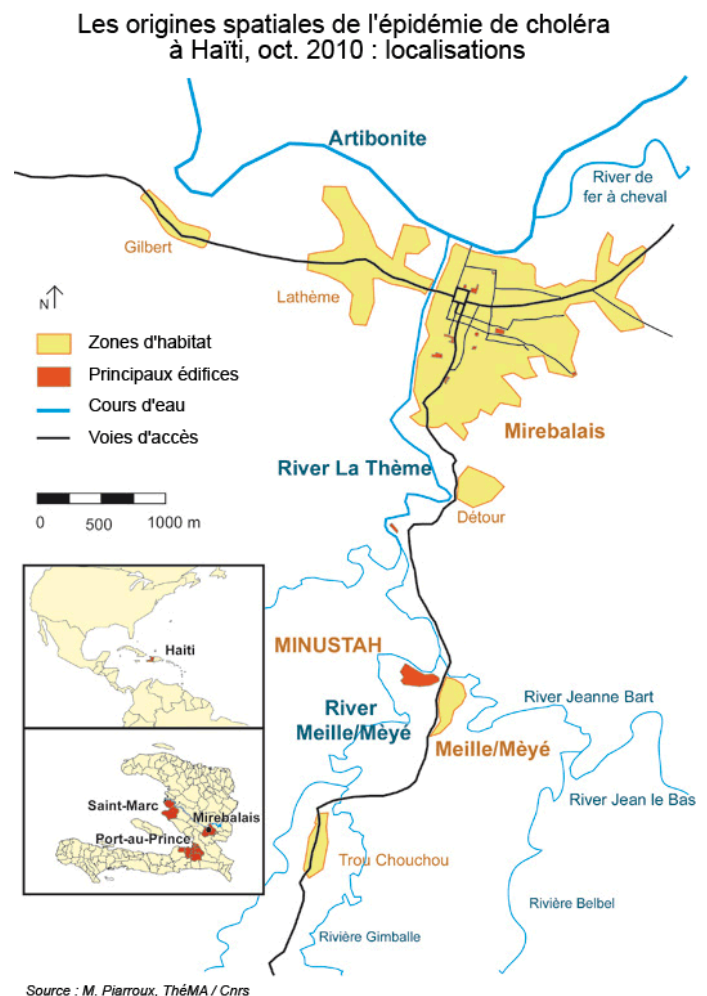 Les origines spatiales de l'épidémie de choléra
à Haïti, oct. 2010 : localisations
Artibonite
River de
fer à cheval
Gilbert
Lathème
N
Zones d'habitat
Principaux édifices
Cours d'eau
Voies d'accès
Mirebalais
River La Thème
0 500 1000 m
Détour
Haiti
MINUSTAH
River
Meille/Mèyé
River Jeanne Bart
Meille/Mèyé
Saint-Marc
Mirebalais
Port-au-Prince
River Jean le Bas
Trou Chouchou
Rivière Belbel
Rivière Gimballe
Source : M. Piarroux, ThéMA / Cnrs